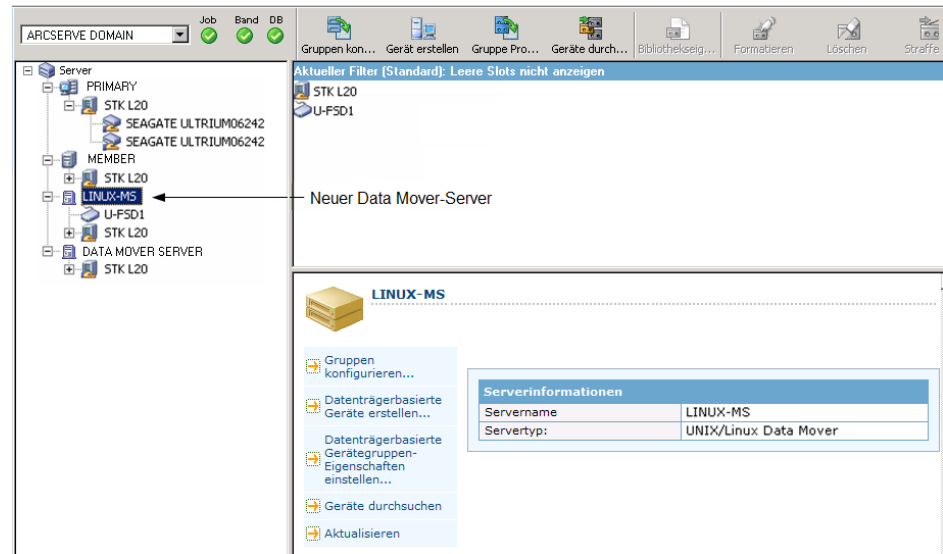 Job Band DB
ARCSERVE DOMAIN
Gruppen kon... Gerät erstellen Gruppe Pro... Geräte durch... Bibliothekseig... Formatieren Löschen Straffe
Server
PRIMARY
STK L20
SEAGATE ULTRIUM06242
SEAGATE ULTRIUM06242
MEMBER
STK L20
LINUX-MS
U-FSD1
STK L20
DATA MOVER SERVER
STK L20
Aktueller Filter (Standard): Leere Slots nicht anzeigen
STK L20
U-FSD1
Neuer Data Mover-Server
LINUX-MS
Gruppen
konfigurieren...
Datenträgerbasierte
Geräte erstellen...
Datenträgerbasierte
Gerätegruppen-
Eigenschaften
einstellen...
Geräte durchsuchen
Aktualisieren
Serverinformationen
Servername LINUX-MS
Servertyp: UNIX/Linux Data Mover